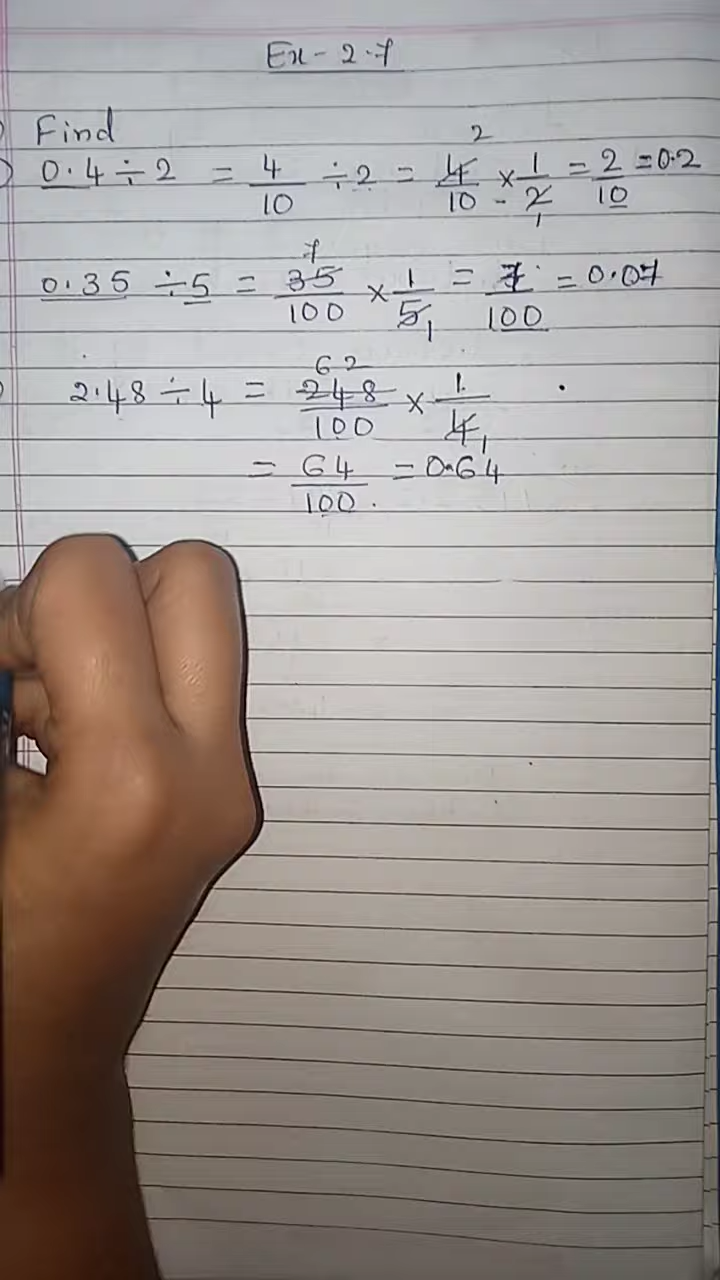 Ex - 2.7
Find
0.4 ÷ 2 = 4/10 ÷ 2 = 4/10 × 1/2 = 2/10 = 0.2
0.35 ÷ 5 = 35/100 × 1/5 = 7/100 = 0.07
2.48 ÷ 4 = 248/100 × 1/4
= 64/100 = 0.64